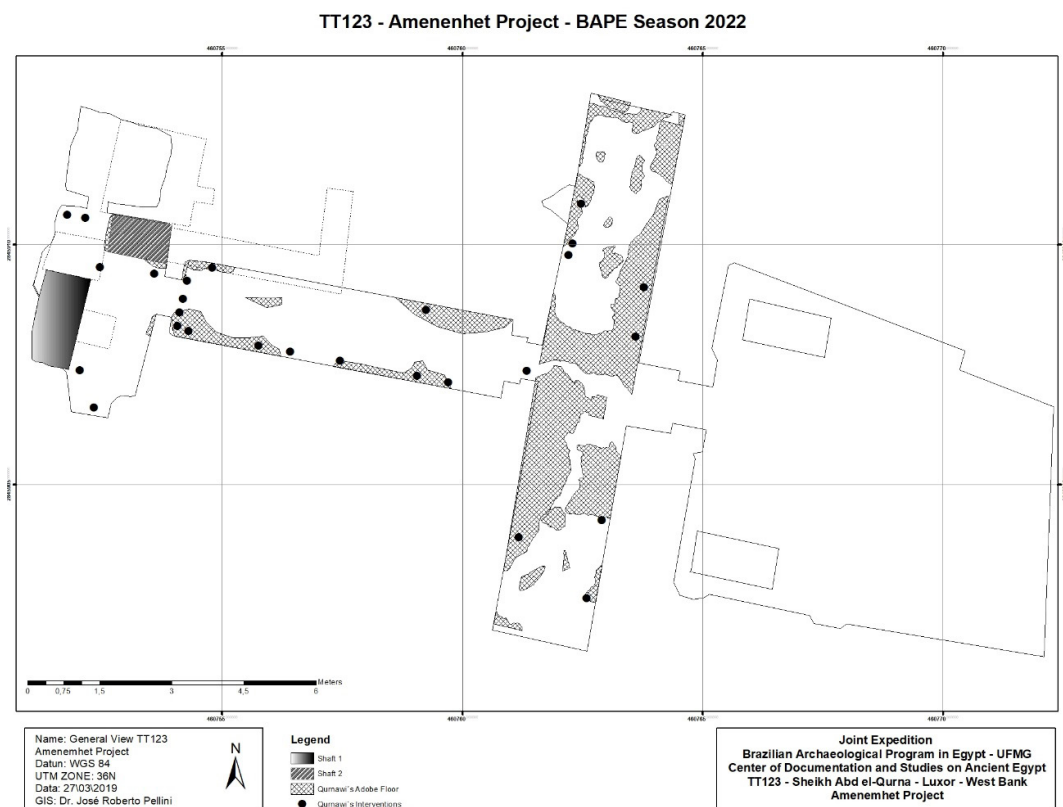 TT123 - Amenenhet Project - BAPE Season 2022
460755
460760
460765
460770
Meters
0 0,75 1,5 3 4,5 6
460755
460760
460765
460770
Name: General View TT123
Amenemhet Project
Datun: WGS 84
UTM ZONE: 36N
Data: 27\03\2019
GIS: Dr. José Roberto Pellini
N
Legend
Shaft 1
Shaft 2
Qurnawi's Adobe Floor
Qurnawi's Interventions
Joint Expedition
Brazilian Archaeological Program in Egypt - UFMG
Center of Documentation and Studies on Ancient Egypt
TT123 - Sheikh Abd el-Qurna - Luxor - West Bank
Amenemhet Project